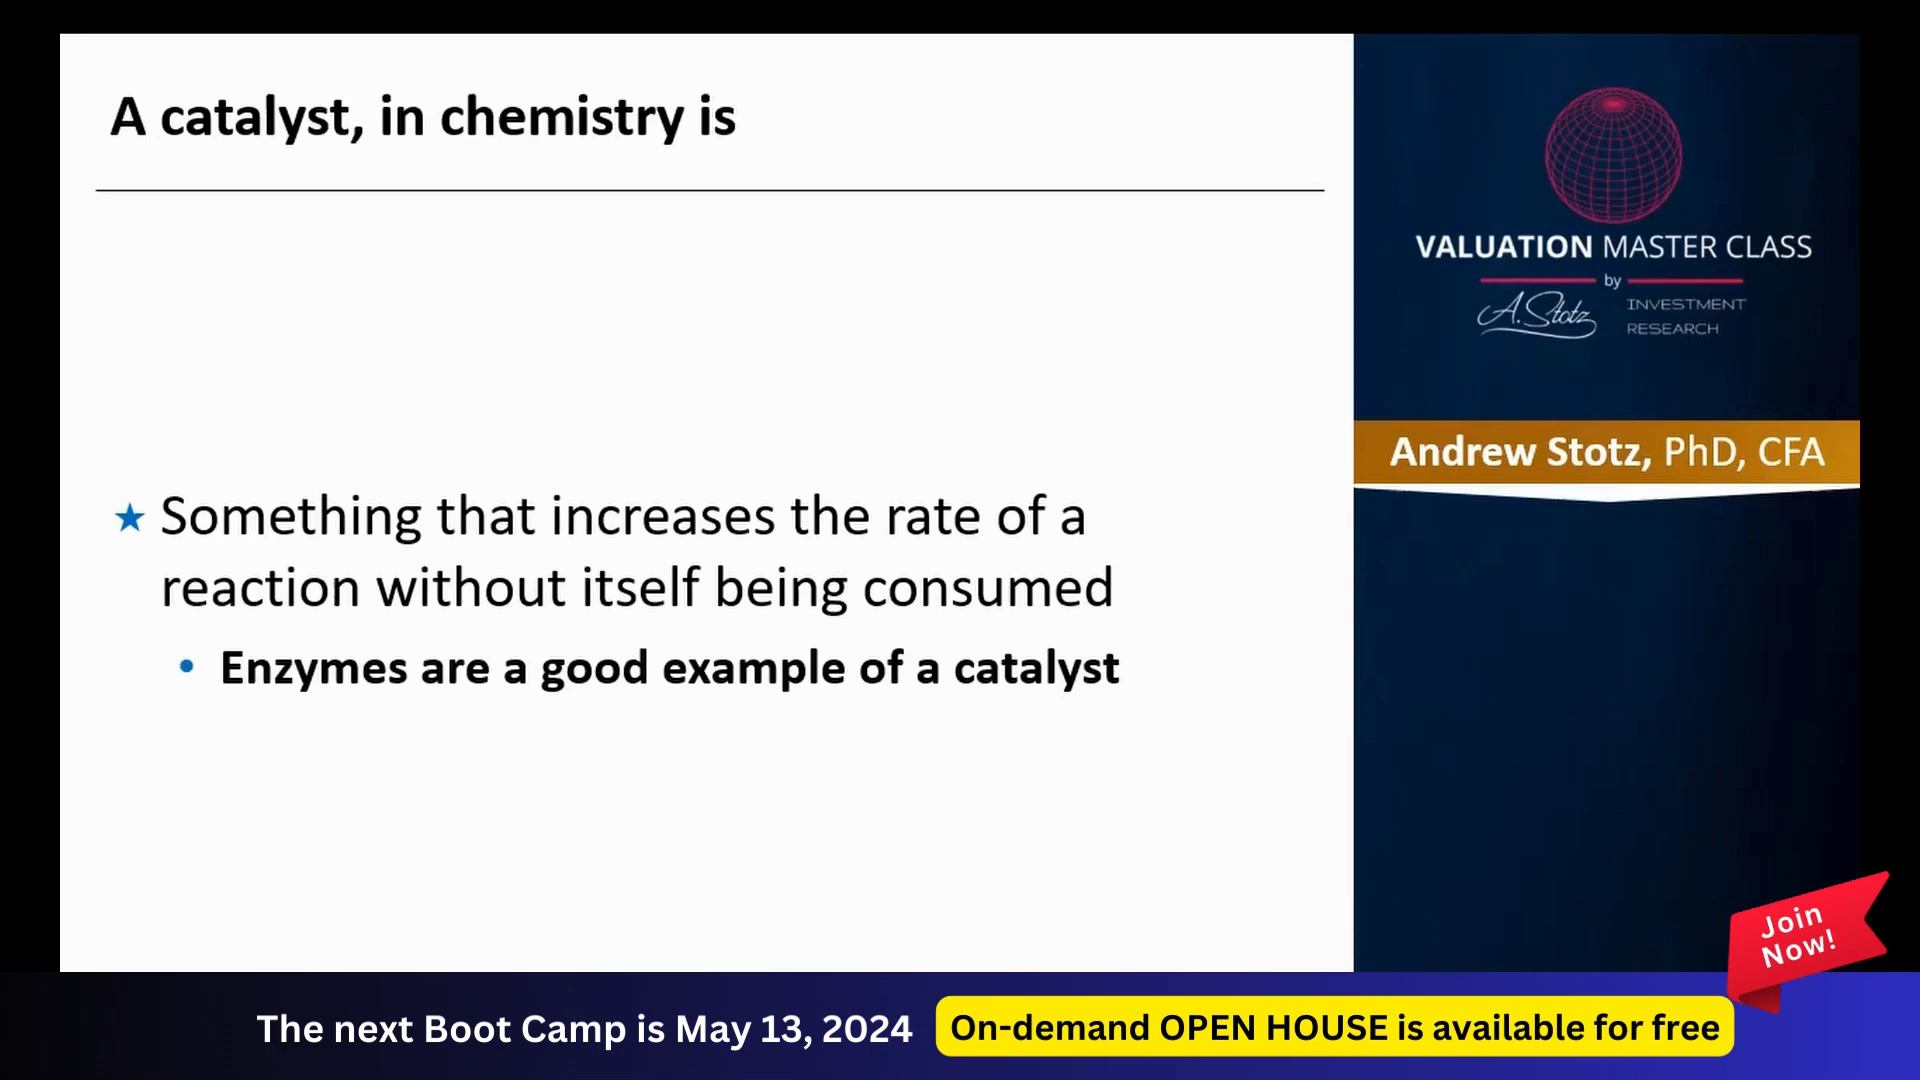 A catalyst, in chemistry is
Something that increases the rate of a
reaction without itself being consumed
Enzymes are a good example of a catalyst
VALUATION MASTER CLASS
by
A.Stotz
INVESTMENT
RESEARCH
Andrew Stotz, PhD, CFA
Join
Now!
The next Boot Camp is May 13, 2024
On-demand OPEN HOUSE is available for free